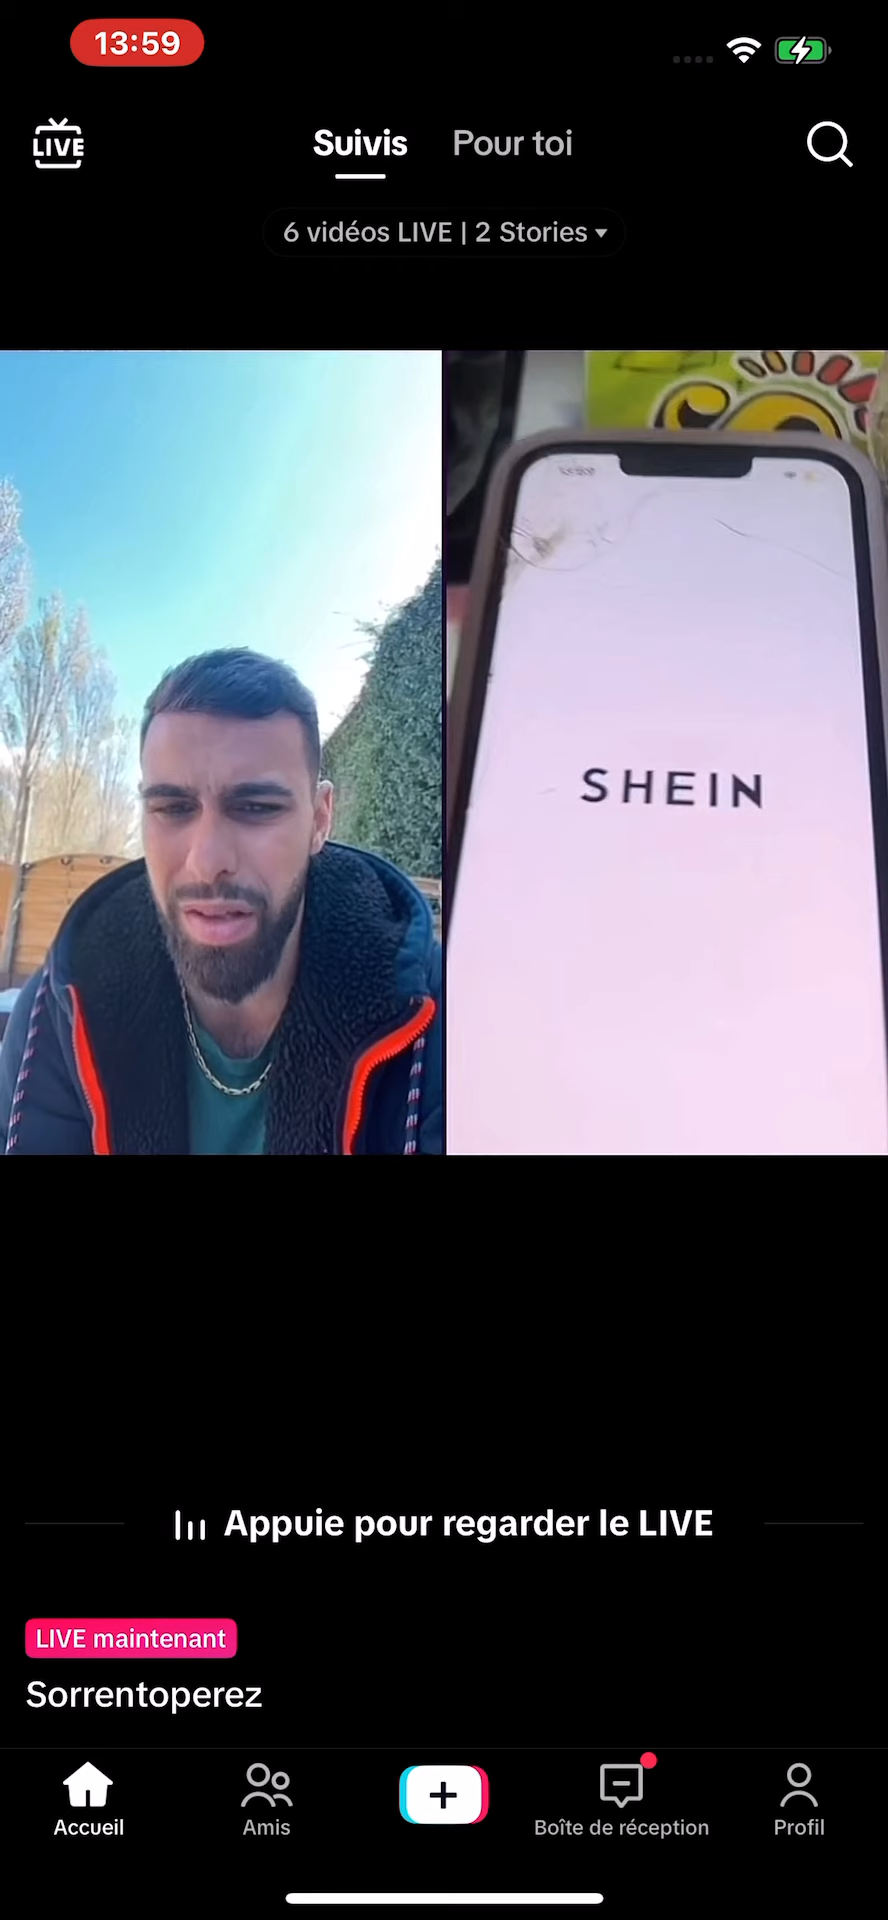 13:59
LIVE
Suivis
Pour toi
6 vidéos LIVE | 2 Stories
SHEIN
Appuie pour regarder le LIVE
LIVE maintenant
Sorrentoperez
Accueil
Amis
Boîte de réception
Profil